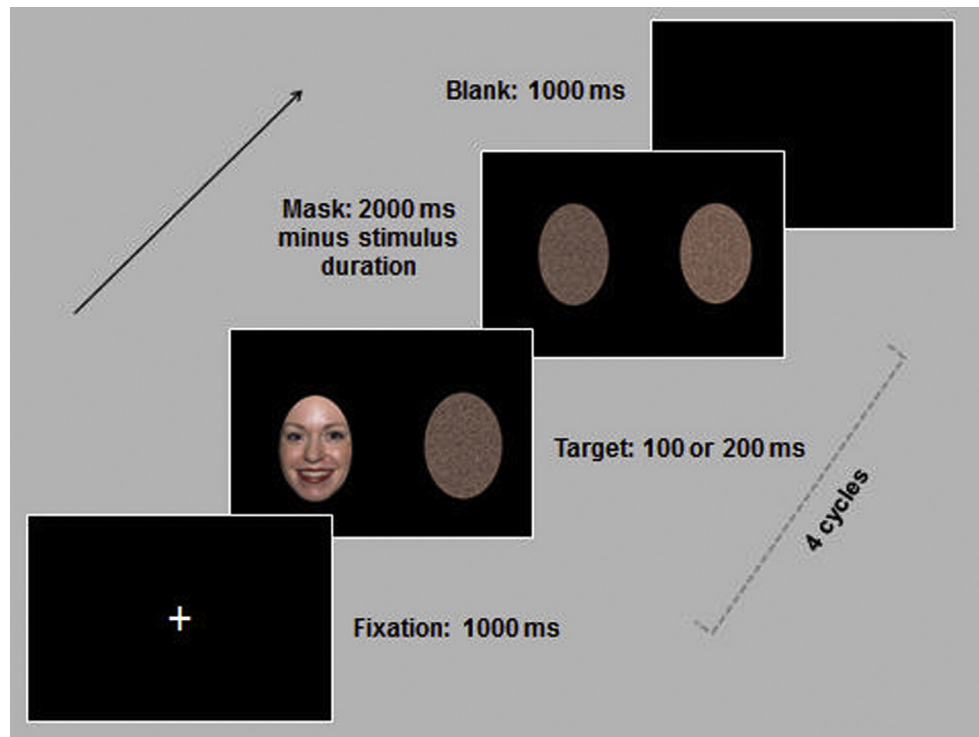 Blank: 1000 ms
Mask: 2000 ms
minus stimulus
duration
Target: 100 or 200 ms
4 cycles
Fixation: 1000 ms